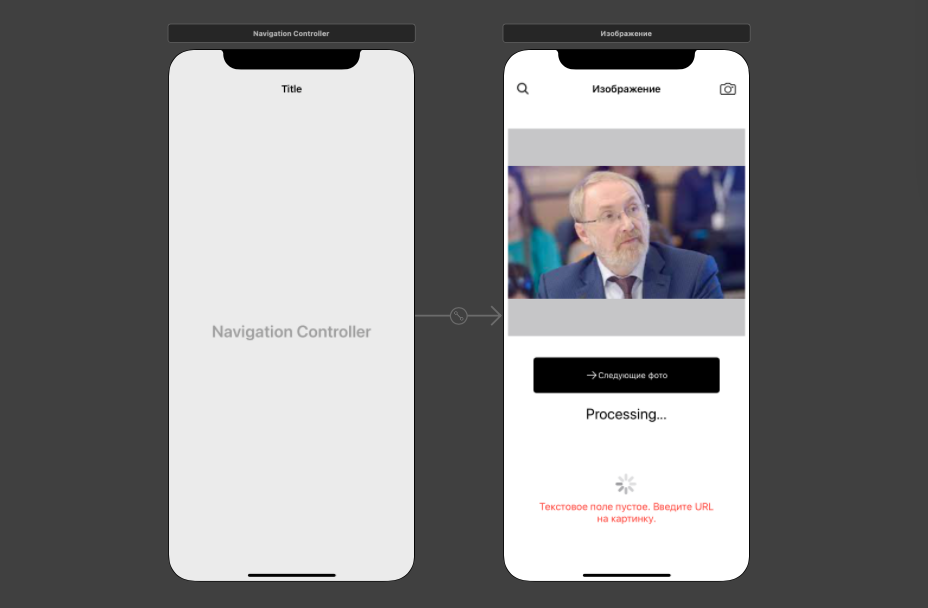 Navigation Controller
Изображение
Title
Изображение
Navigation Controller
Следующие фото
Processing...
Текстовое поле пустое. Введите URL
на картинку.